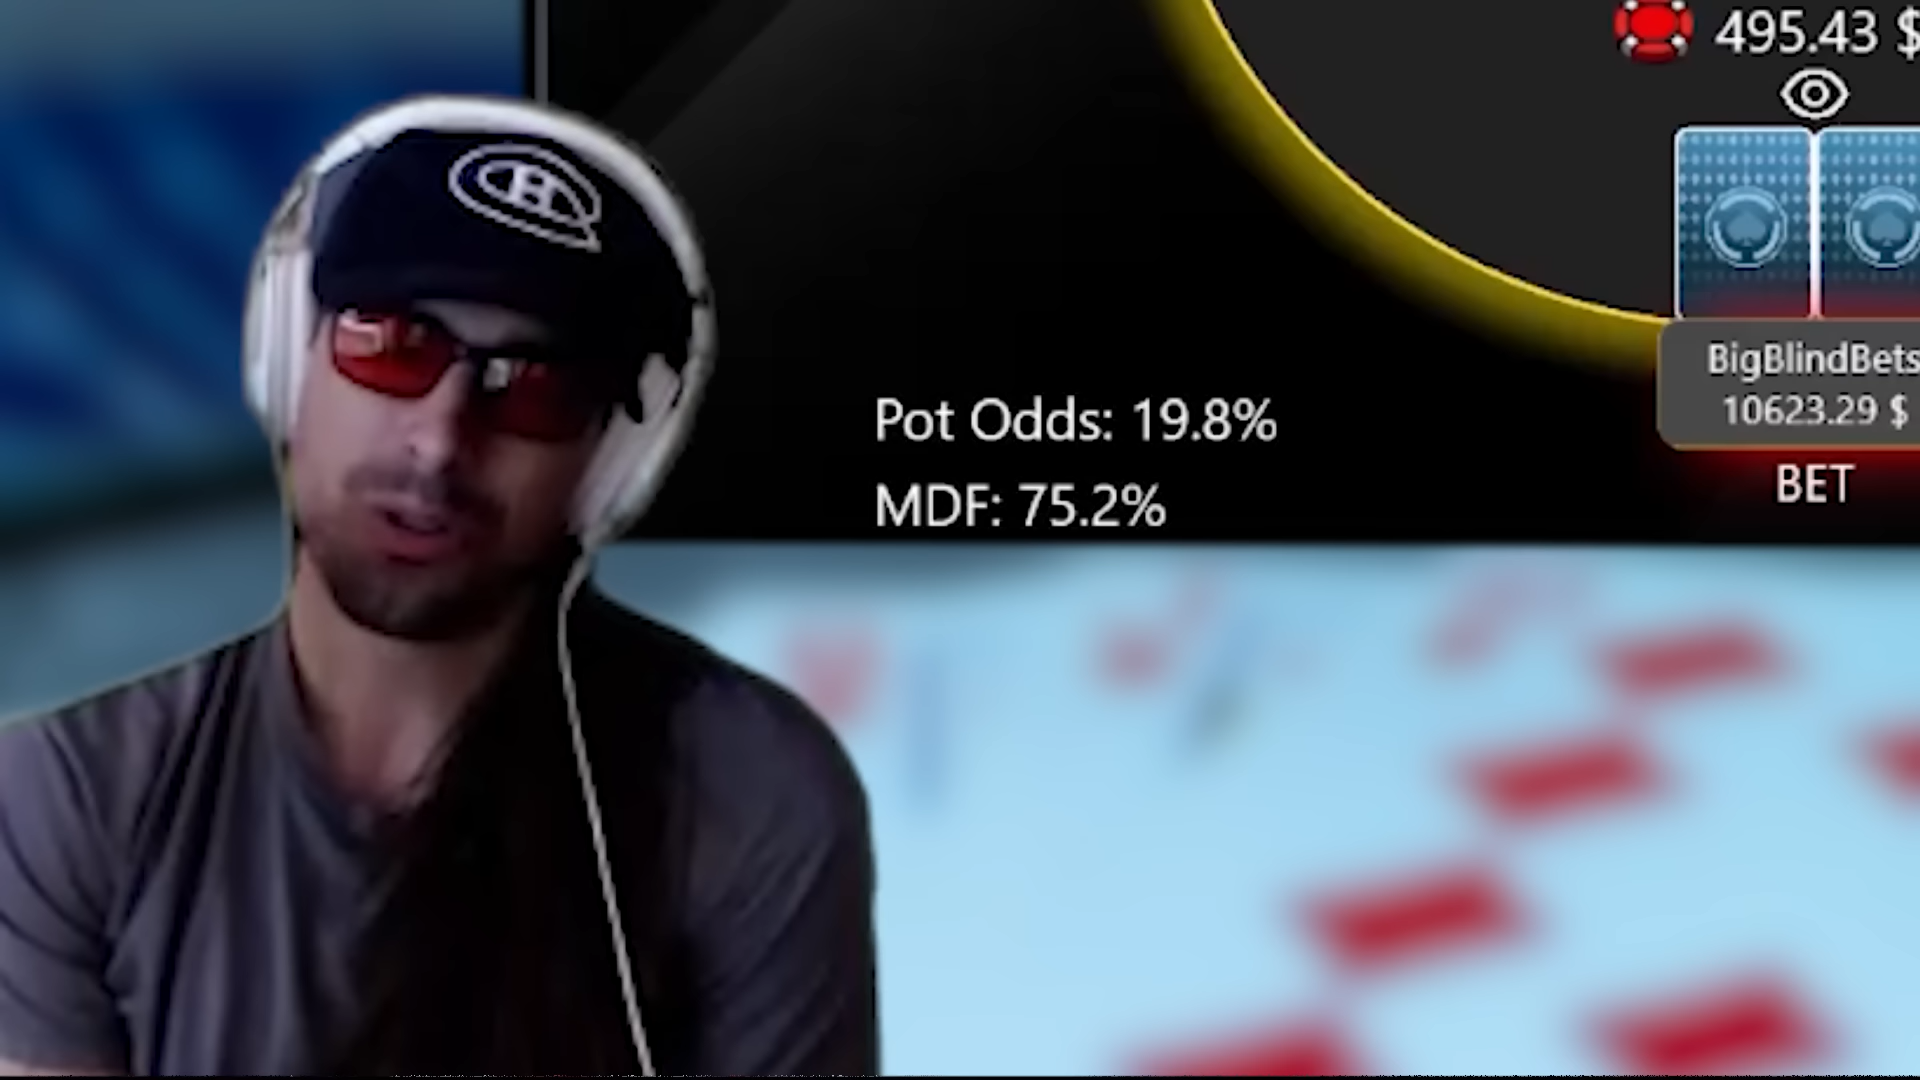 495.43 $
H
Pot Odds: 19.8%
MDF: 75.2%
BigBlindBets
10623.29 $
BET